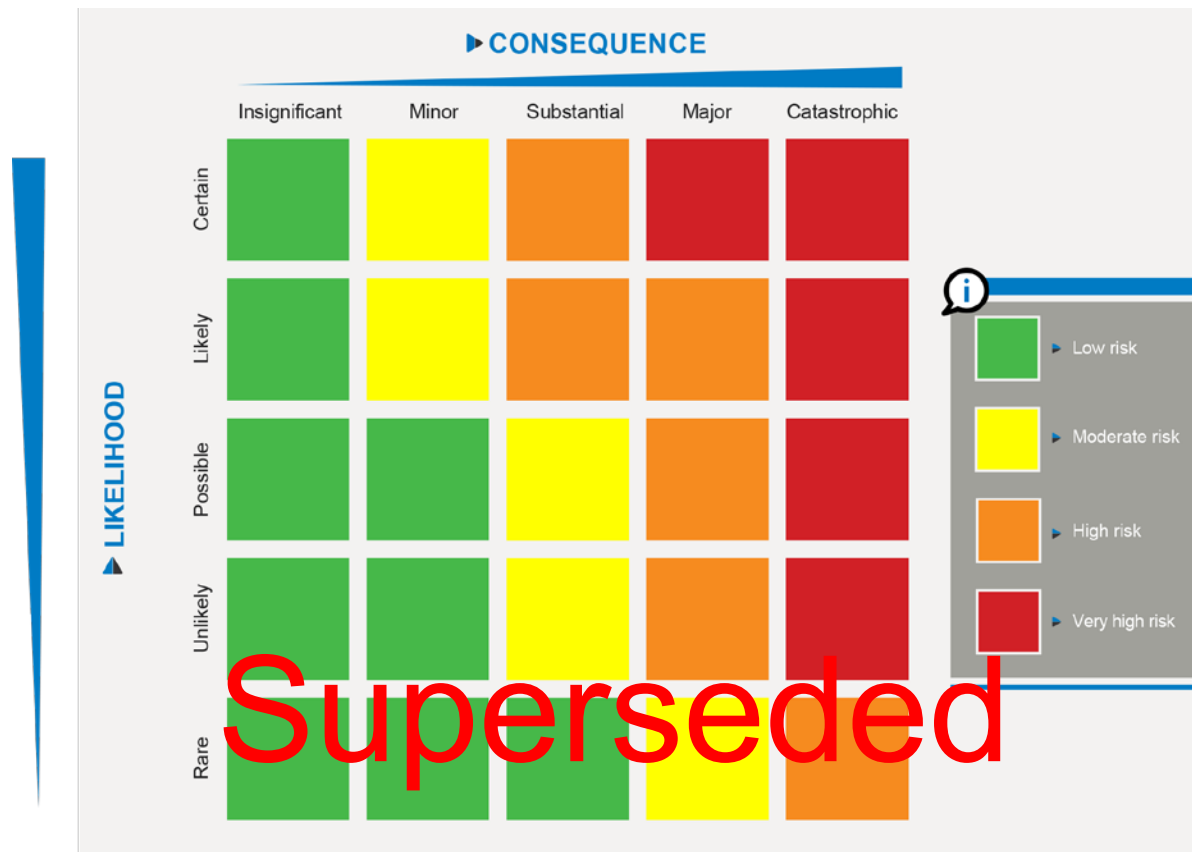 CONSEQUENCE
Insignificant Minor Substantial Major Catastrophic
LIKELIHOOD
Certain
Likely
Possible
Unlikely
Rare
i
Low risk
Moderate risk
High risk
Very high risk
Superseded